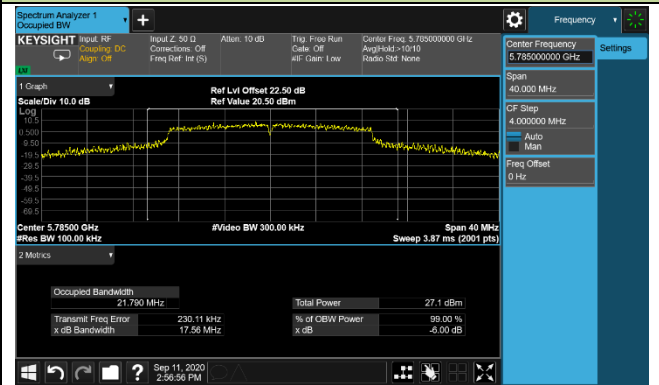 Spectrum Analyzer 1
Occupied BW
Frequency
KEYSIGHT
Input: RF
Coupling: DC
Align: Off
Input Z: 50 Ω
Corrections: Off
Freq Ref: Int (S)
Atten: 10 dB
Trig: Free Run
Gate: Off
#IF Gain: Low
Center Freq: 5.785000000 GHz
Avg|Hold:>10/10
Radio Std: None
LXI
Center Frequency
5.785000000 GHz
Settings
Span
40.000 MHz
CF Step
4.000000 MHz
Auto
Man
Freq Offset
0 Hz
1 Graph
Scale/Div 10.0 dB
Ref Lvl Offset 22.50 dB
Ref Value 20.50 dBm
Log
10.5
0.500
-9.50
-19.5
-29.5
-39.5
-49.5
-59.5
-69.5
Center 5.78500 GHz
#Video BW 300.00 kHz
Span 40 MHz
#Res BW 100.00 kHz
Sweep 3.87 ms (2001 pts)
2 Metrics
Occupied Bandwidth
21.790 MHz
Total Power 27.1 dBm
Transmit Freq Error 230.11 kHz
% of OBW Power 99.00 %
x dB Bandwidth 17.56 MHz
x dB -6.00 dB
Sep 11, 2020
2:56:56 PM